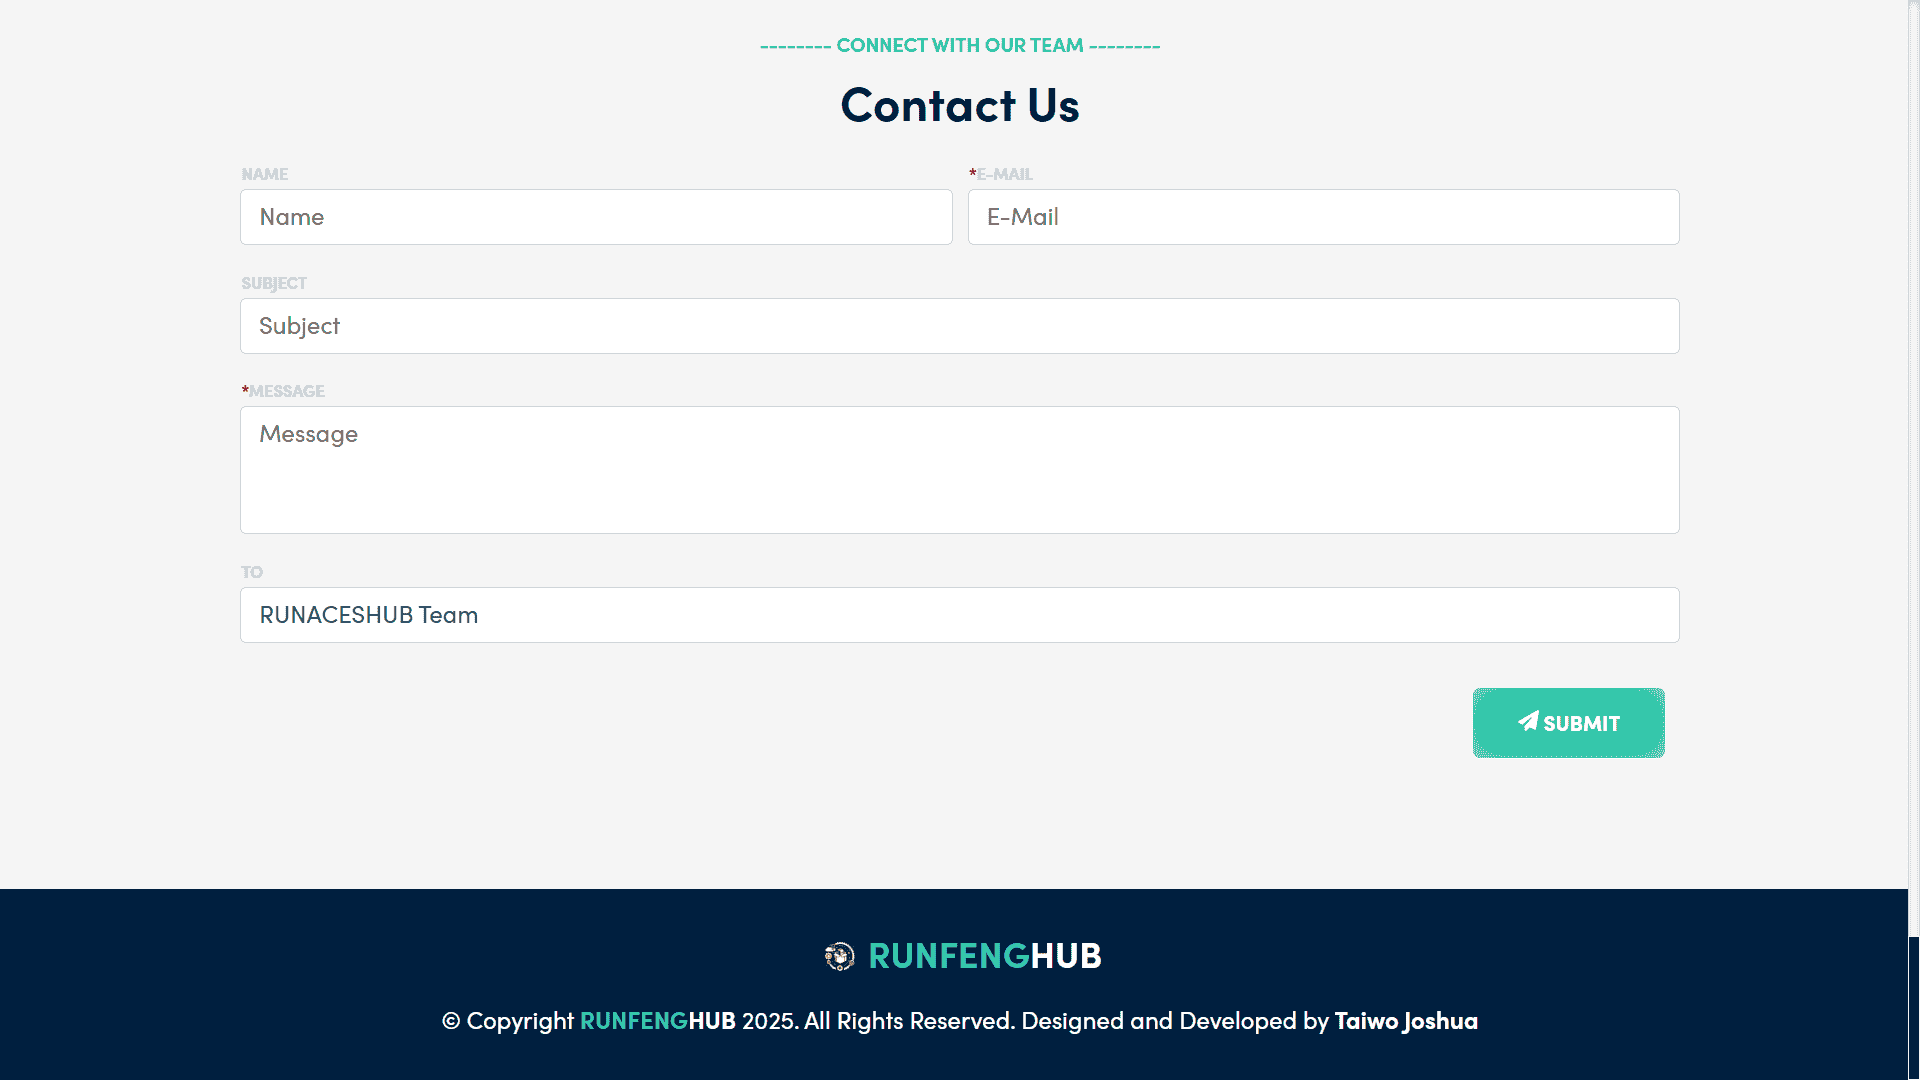 -------- CONNECT WITH OUR TEAM --------
Contact Us
NAME
Name
*E-MAIL
E-Mail
SUBJECT
Subject
*MESSAGE
Message
TO
RUNACESHUB Team
SUBMIT
RUNFENGHUB
© Copyright RUNFENGHUB 2025. All Rights Reserved. Designed and Developed by Taiwo Joshua